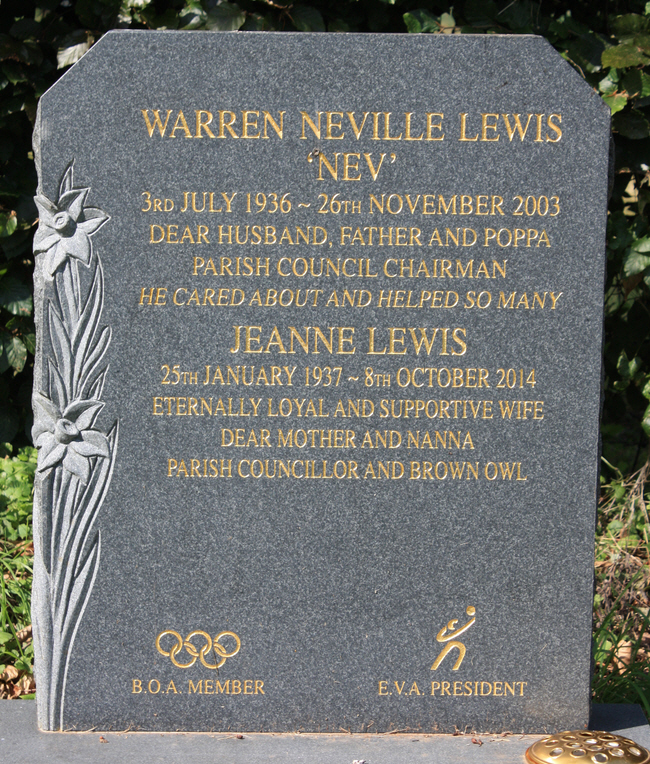 WARREN NEVILLE LEWIS
'NEV'
3RD JULY 1936 ~ 26TH NOVEMBER 2003
DEAR HUSBAND, FATHER AND POPPA
PARISH COUNCIL CHAIRMAN
HE CARED ABOUT AND HELPED SO MANY
JEANNE LEWIS
25TH JANUARY 1937 ~ 8TH OCTOBER 2014
ETERNALLY LOYAL AND SUPPORTIVE WIFE
DEAR MOTHER AND NANNA
PARISH COUNCILLOR AND BROWN OWL
B.O.A. MEMBER
E.V.A. PRESIDENT